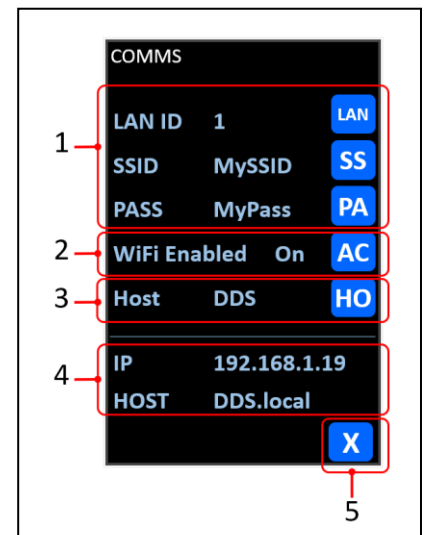 COMMS
1 LAN ID 1 LAN
SSID MySSID SS
PASS MyPass PA
2 WiFi Enabled On AC
3 Host DDS HO
4 IP 192.168.1.19
HOST DDS.local
X
5